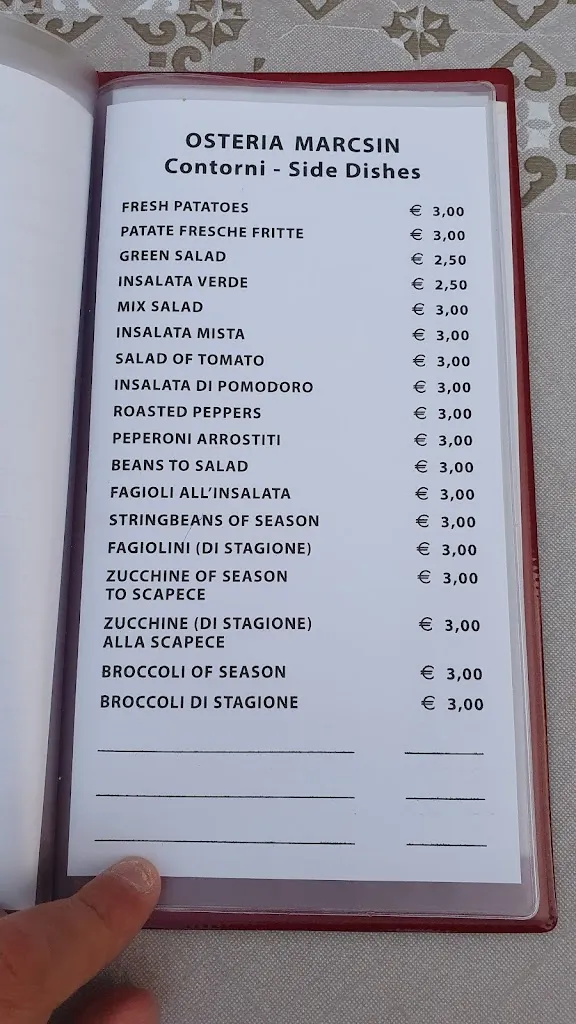 OSTERIA MARCSIN
Contorni - Side Dishes
FRESH PATATOES € 3,00
PATATE FRESCHE FRITTE € 3,00
GREEN SALAD € 2,50
INSALATA VERDE € 2,50
MIX SALAD € 3,00
INSALATA MISTA € 3,00
SALAD OF TOMATO € 3,00
INSALATA DI POMODORO € 3,00
ROASTED PEPPERS € 3,00
PEPERONI ARROSTITI € 3,00
BEANS TO SALAD € 3,00
FAGIOLI ALL'INSALATA € 3,00
STRINGBEANS OF SEASON € 3,00
FAGIOLINI (DI STAGIONE) € 3,00
ZUCCHINE OF SEASON € 3,00
TO SCAPECE
ZUCCHINE (DI STAGIONE) € 3,00
ALLA SCAPECE
BROCCOLI OF SEASON € 3,00
BROCCOLI DI STAGIONE € 3,00